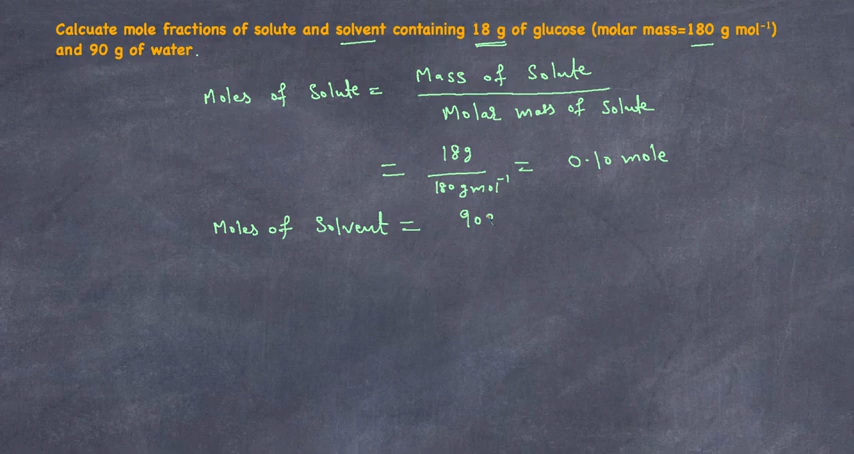 Calcuate mole fractions of solute and solvent containing 18 g of glucose (molar mass=180 g mol⁻¹)
and 90 g of water.
Moles of Solute = Mass of Solute / Molar mass of Solute
= 18g / 180 g mol⁻¹ = 0.10 mole
Moles of Solvent = 90